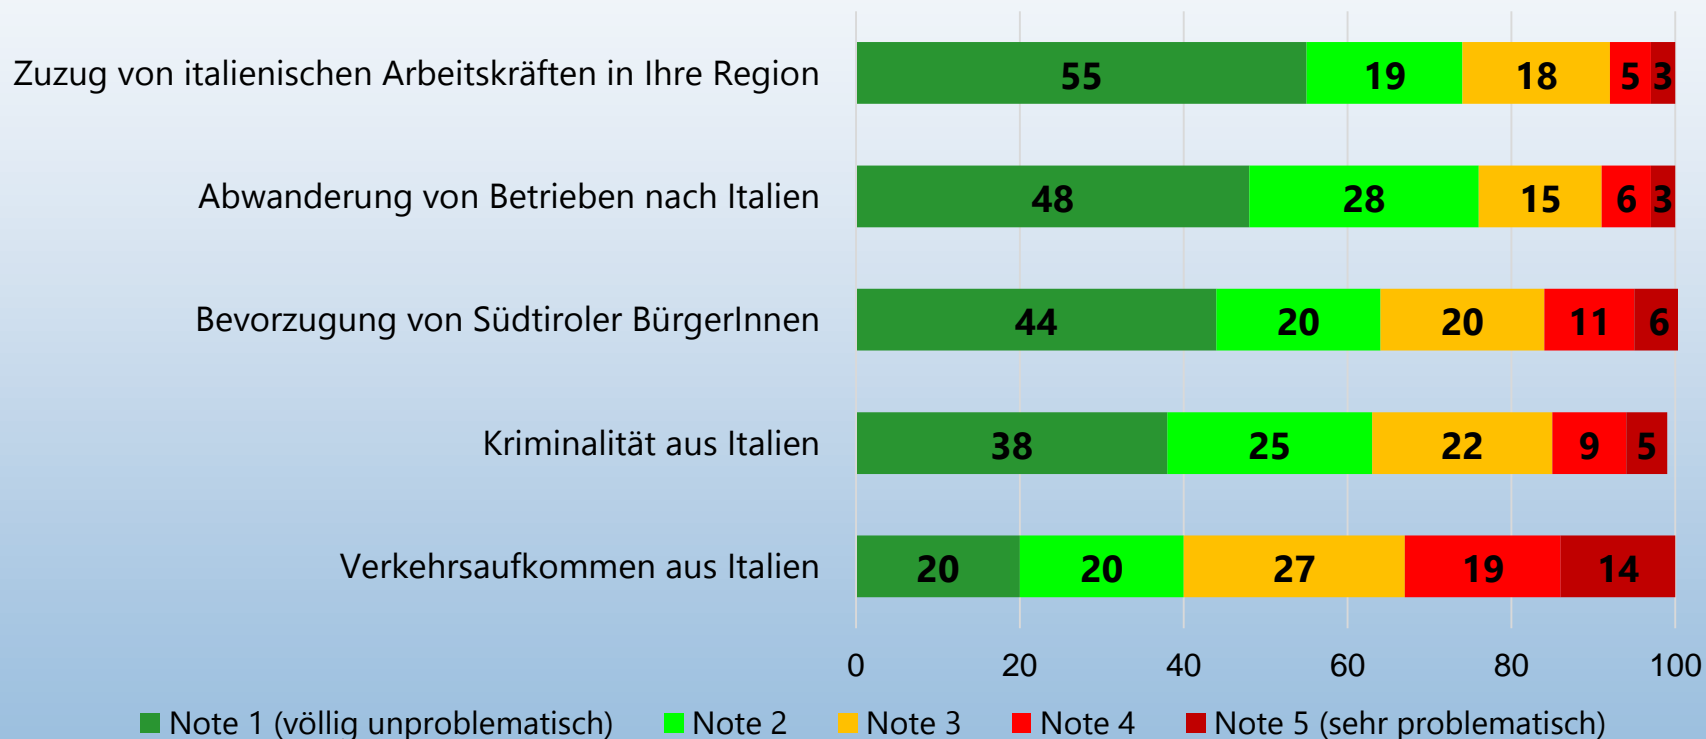 Zuzug von italienischen Arbeitskräften in Ihre Region
55 19 18 5 3
Abwanderung von Betrieben nach Italien
48 28 15 6 3
Bevorzugung von Südtiroler BürgerInnen
44 20 20 11 6
Kriminalität aus Italien
38 25 22 9 5
Verkehrsaufkommen aus Italien
20 20 27 19 14
0 20 40 60 80 100
Note 1 (völlig unproblematisch) Note 2 Note 3 Note 4 Note 5 (sehr problematisch)